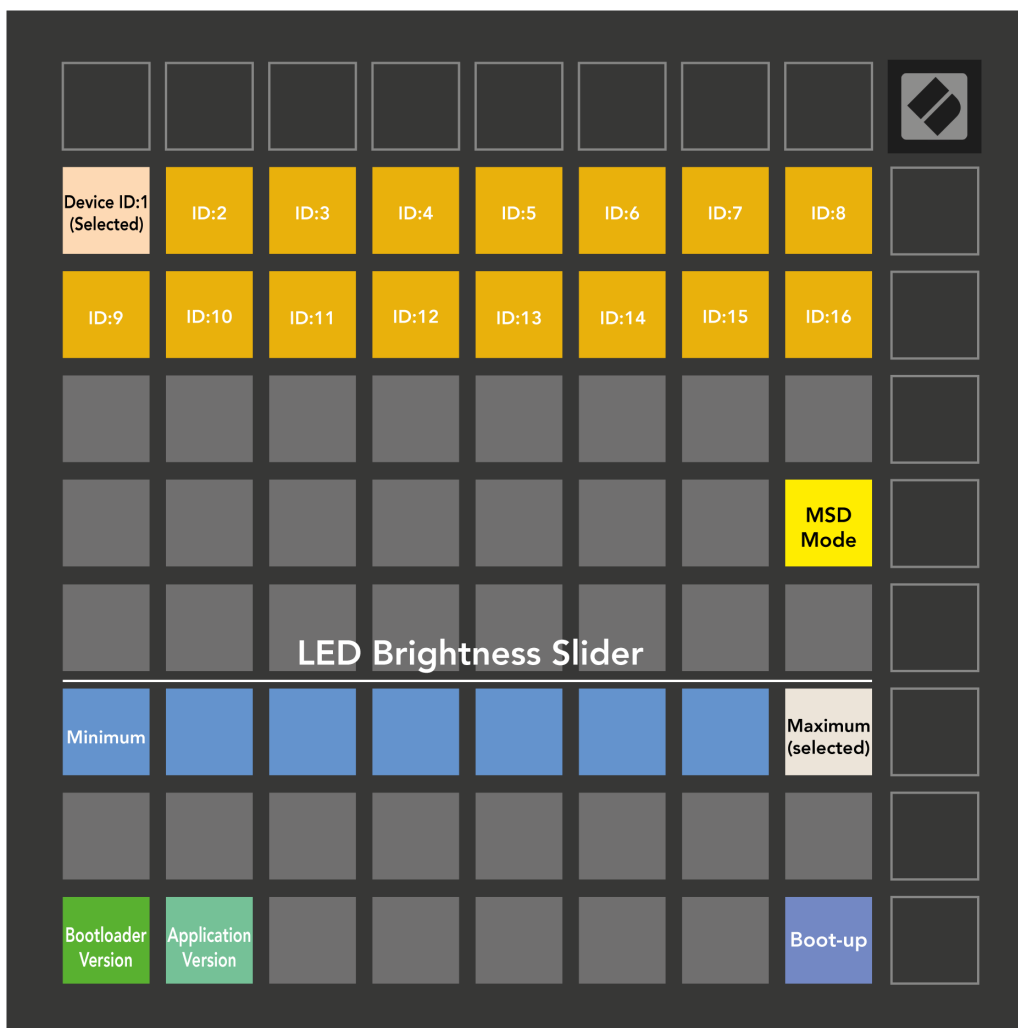 Device ID:1
(Selected)
ID:2
ID:3
ID:4
ID:5
ID:6
ID:7
ID:8
ID:9
ID:10
ID:11
ID:12
ID:13
ID:14
ID:15
ID:16
MSD
Mode
LED Brightness Slider
Minimum
Maximum
(selected)
Bootloader
Version
Application
Version
Boot-up